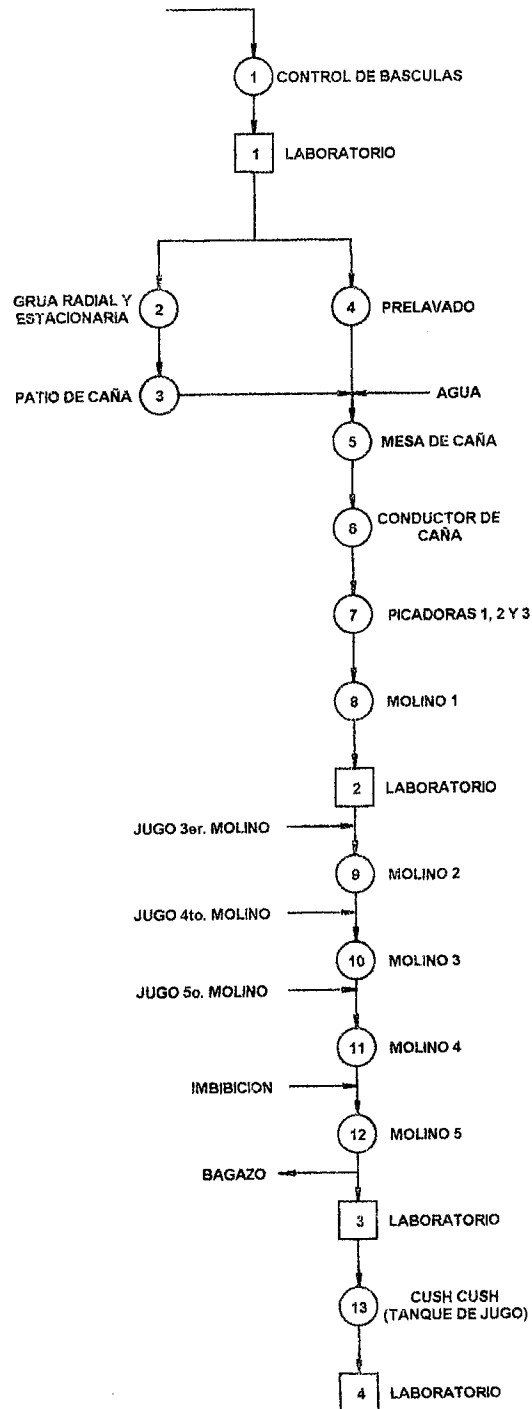 1 CONTROL DE BASCULAS
1 LABORATORIO
GRUA RADIAL Y
ESTACIONARIA 2
4 PRELAVADO
PATIO DE CAÑA 3
AGUA
5 MESA DE CAÑA
6 CONDUCTOR DE
CAÑA
7 PICADORAS 1, 2 Y 3
8 MOLINO 1
2 LABORATORIO
JUGO 3er. MOLINO
9 MOLINO 2
JUGO 4to. MOLINO
10 MOLINO 3
JUGO 5o. MOLINO
11 MOLINO 4
IMBIBICION
12 MOLINO 5
BAGAZO
3 LABORATORIO
13 CUSH CUSH
(TANQUE DE JUGO)
4 LABORATORIO